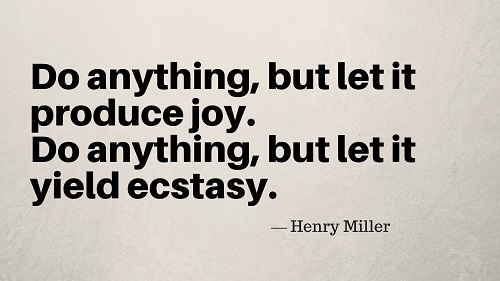 Do anything, but let it
produce joy.
Do anything, but let it
yield ecstasy.
— Henry Miller